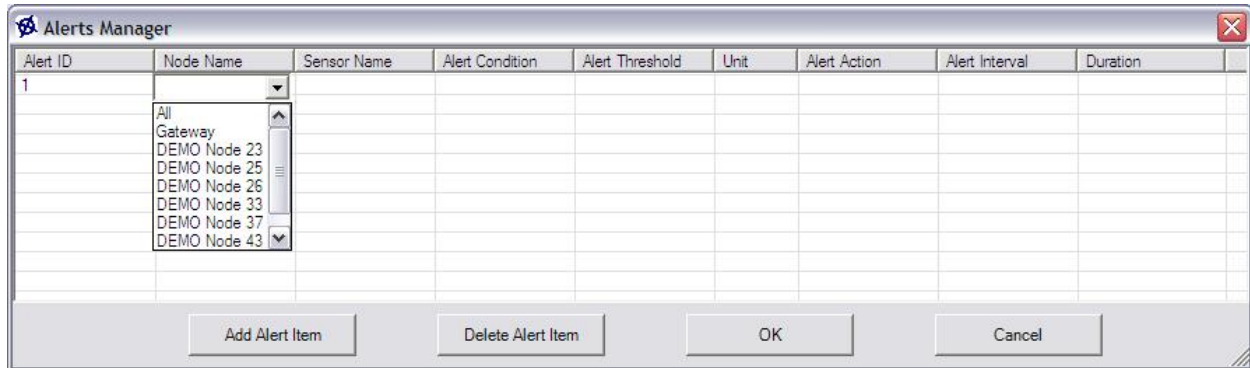 Alerts Manager
Alert ID Node Name Sensor Name Alert Condition Alert Threshold Unit Alert Action Alert Interval Duration
1
All
Gateway
DEMO Node 23
DEMO Node 25
DEMO Node 26
DEMO Node 33
DEMO Node 37
DEMO Node 43
Add Alert Item Delete Alert Item OK Cancel